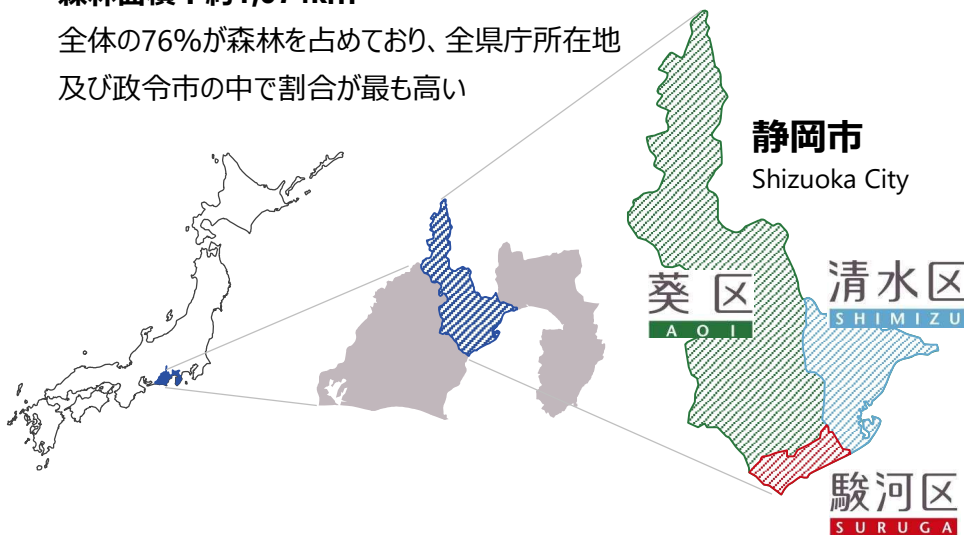 全体の76%が森林を占めており、全県庁所在地
及び政令市の中で割合が最も高い
静岡市
Shizuoka City
葵区
AOI
清水区
SHIMIZU
駿河区
SURUGA